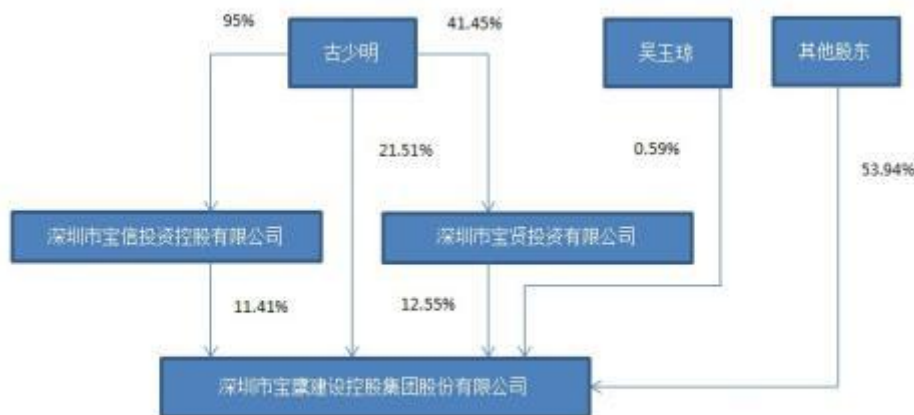 95%
41.45%
古少明
吴玉琼
其他股东
21.51%
0.59%
53.94%
深圳市宝信投资控股有限公司
深圳市宝贤投资有限公司
11.41%
12.55%
深圳市宝鹰建设控股集团股份有限公司